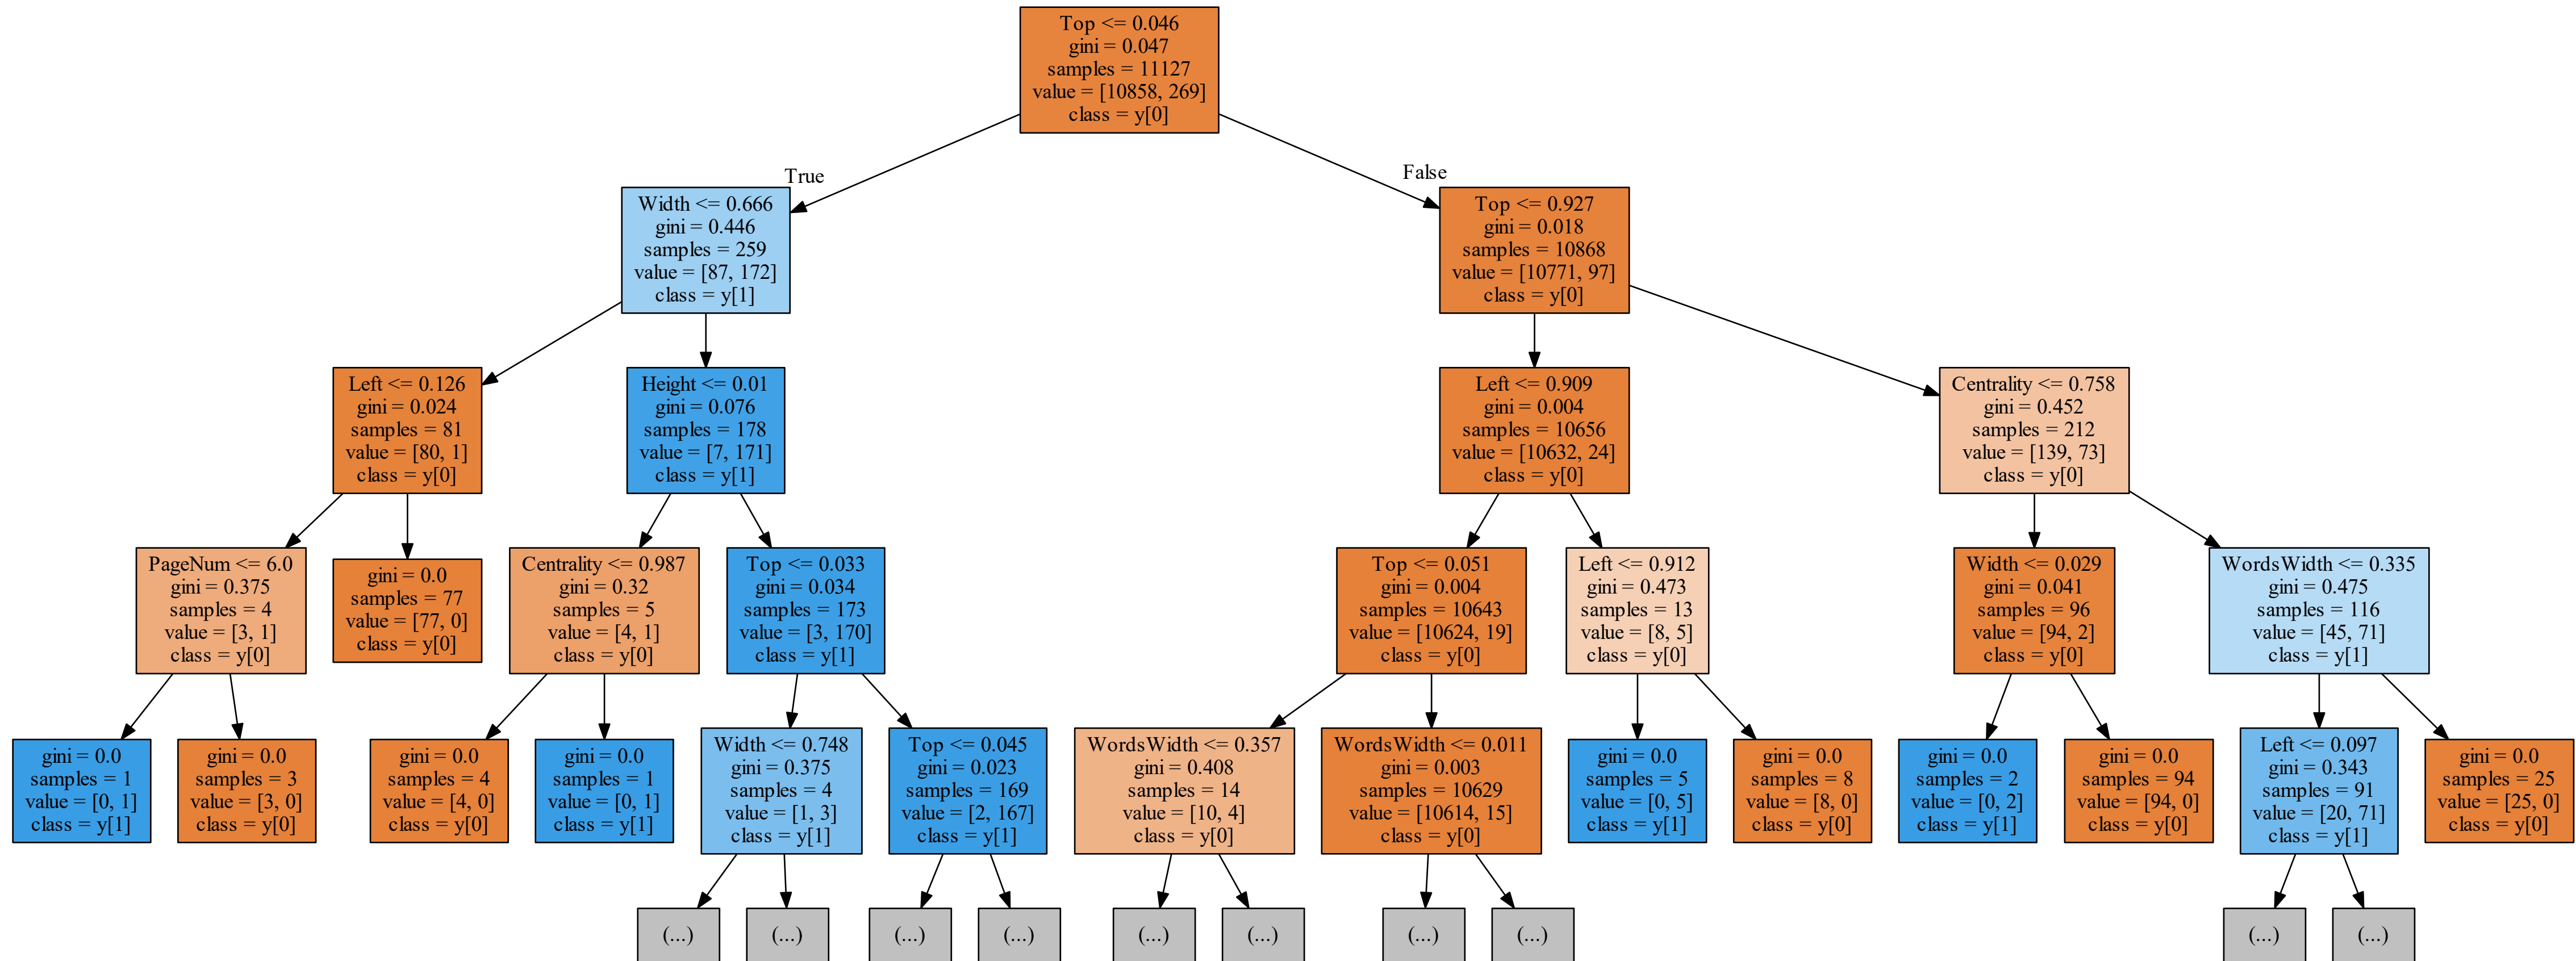 Top <= 0.046
gini = 0.047
samples = 11127
value = [10858, 269]
class = y[0]
True
False
Width <= 0.666
gini = 0.446
samples = 259
value = [87, 172]
class = y[1]
Top <= 0.927
gini = 0.018
samples = 10868
value = [10771, 97]
class = y[0]
Left <= 0.126
gini = 0.024
samples = 81
value = [80, 1]
class = y[0]
Height <= 0.01
gini = 0.076
samples = 178
value = [7, 171]
class = y[1]
Left <= 0.909
gini = 0.004
samples = 10656
value = [10632, 24]
class = y[0]
Centrality <= 0.758
gini = 0.452
samples = 212
value = [139, 73]
class = y[0]
PageNum <= 6.0
gini = 0.375
samples = 4
value = [3, 1]
class = y[0]
gini = 0.0
samples = 77
value = [77, 0]
class = y[0]
Centrality <= 0.987
gini = 0.32
samples = 5
value = [4, 1]
class = y[0]
Top <= 0.033
gini = 0.034
samples = 173
value = [3, 170]
class = y[1]
Top <= 0.051
gini = 0.004
samples = 10643
value = [10624, 19]
class = y[0]
Left <= 0.912
gini = 0.473
samples = 13
value = [8, 5]
class = y[0]
Width <= 0.029
gini = 0.041
samples = 96
value = [94, 2]
class = y[0]
WordsWidth <= 0.335
gini = 0.475
samples = 116
value = [45, 71]
class = y[1]
gini = 0.0
samples = 1
value = [0, 1]
class = y[1]
gini = 0.0
samples = 3
value = [3, 0]
class = y[0]
gini = 0.0
samples = 4
value = [4, 0]
class = y[0]
gini = 0.0
samples = 1
value = [0, 1]
class = y[1]
Width <= 0.748
gini = 0.375
samples = 4
value = [1, 3]
class = y[1]
Top <= 0.045
gini = 0.023
samples = 169
value = [2, 167]
class = y[1]
WordsWidth <= 0.357
gini = 0.408
samples = 14
value = [10, 4]
class = y[0]
WordsWidth <= 0.011
gini = 0.003
samples = 10629
value = [10614, 15]
class = y[0]
gini = 0.0
samples = 5
value = [0, 5]
class = y[1]
gini = 0.0
samples = 8
value = [8, 0]
class = y[0]
gini = 0.0
samples = 2
value = [0, 2]
class = y[1]
gini = 0.0
samples = 94
value = [94, 0]
class = y[0]
Left <= 0.097
gini = 0.343
samples = 91
value = [20, 71]
class = y[1]
gini = 0.0
samples = 25
value = [25, 0]
class = y[0]
(...)
(...)
(...)
(...)
(...)
(...)
(...)
(...)
(...)
(...)